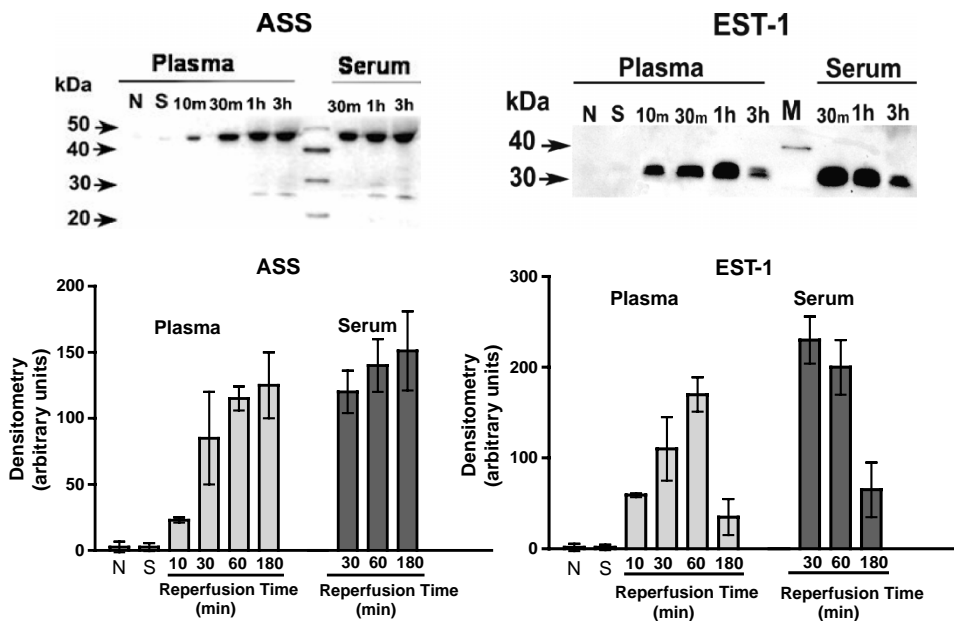 ASS
Plasma Serum
kDa
N S 10m 30m 1h 3h 30m 1h 3h
50
40
30
20
EST-1
Plasma Serum
kDa
N S 10m 30m 1h 3h M 30m 1h 3h
40
30
ASS
Plasma Serum
Densitometry
(arbitrary units)
200
150
100
50
0
N S 10 30 60 180 30 60 180
Reperfusion Time Reperfusion Time
(min) (min)
EST-1
Plasma Serum
Densitometry
(arbitrary units)
300
200
100
0
N S 10 30 60 180 30 60 180
Reperfusion Time Reperfusion Time
(min) (min)